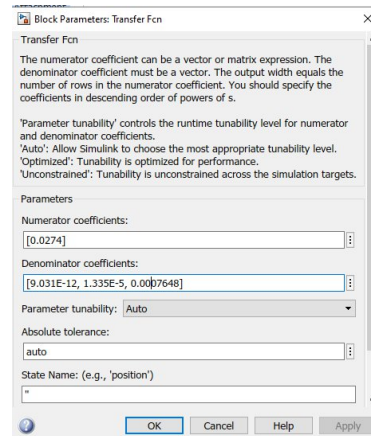 Block Parameters: Transfer Fcn
Transfer Fcn
The numerator coefficient can be a vector or matrix expression. The
denominator coefficient must be a vector. The output width equals the
number of rows in the numerator coefficient. You should specify the
coefficients in descending order of powers of s.
'Parameter tunability' controls the runtime tunability level for numerator
and denominator coefficients.
'Auto': Allow Simulink to choose the most appropriate tunability level.
'Optimized': Tunability is optimized for performance.
'Unconstrained': Tunability is unconstrained across the simulation targets.
Parameters
Numerator coefficients:
[0.0274]
Denominator coefficients:
[9.031E-12, 1.335E-5, 0.0007648]
Parameter tunability: Auto
Absolute tolerance:
auto
State Name: (e.g., 'position')
''
OK Cancel Help Apply